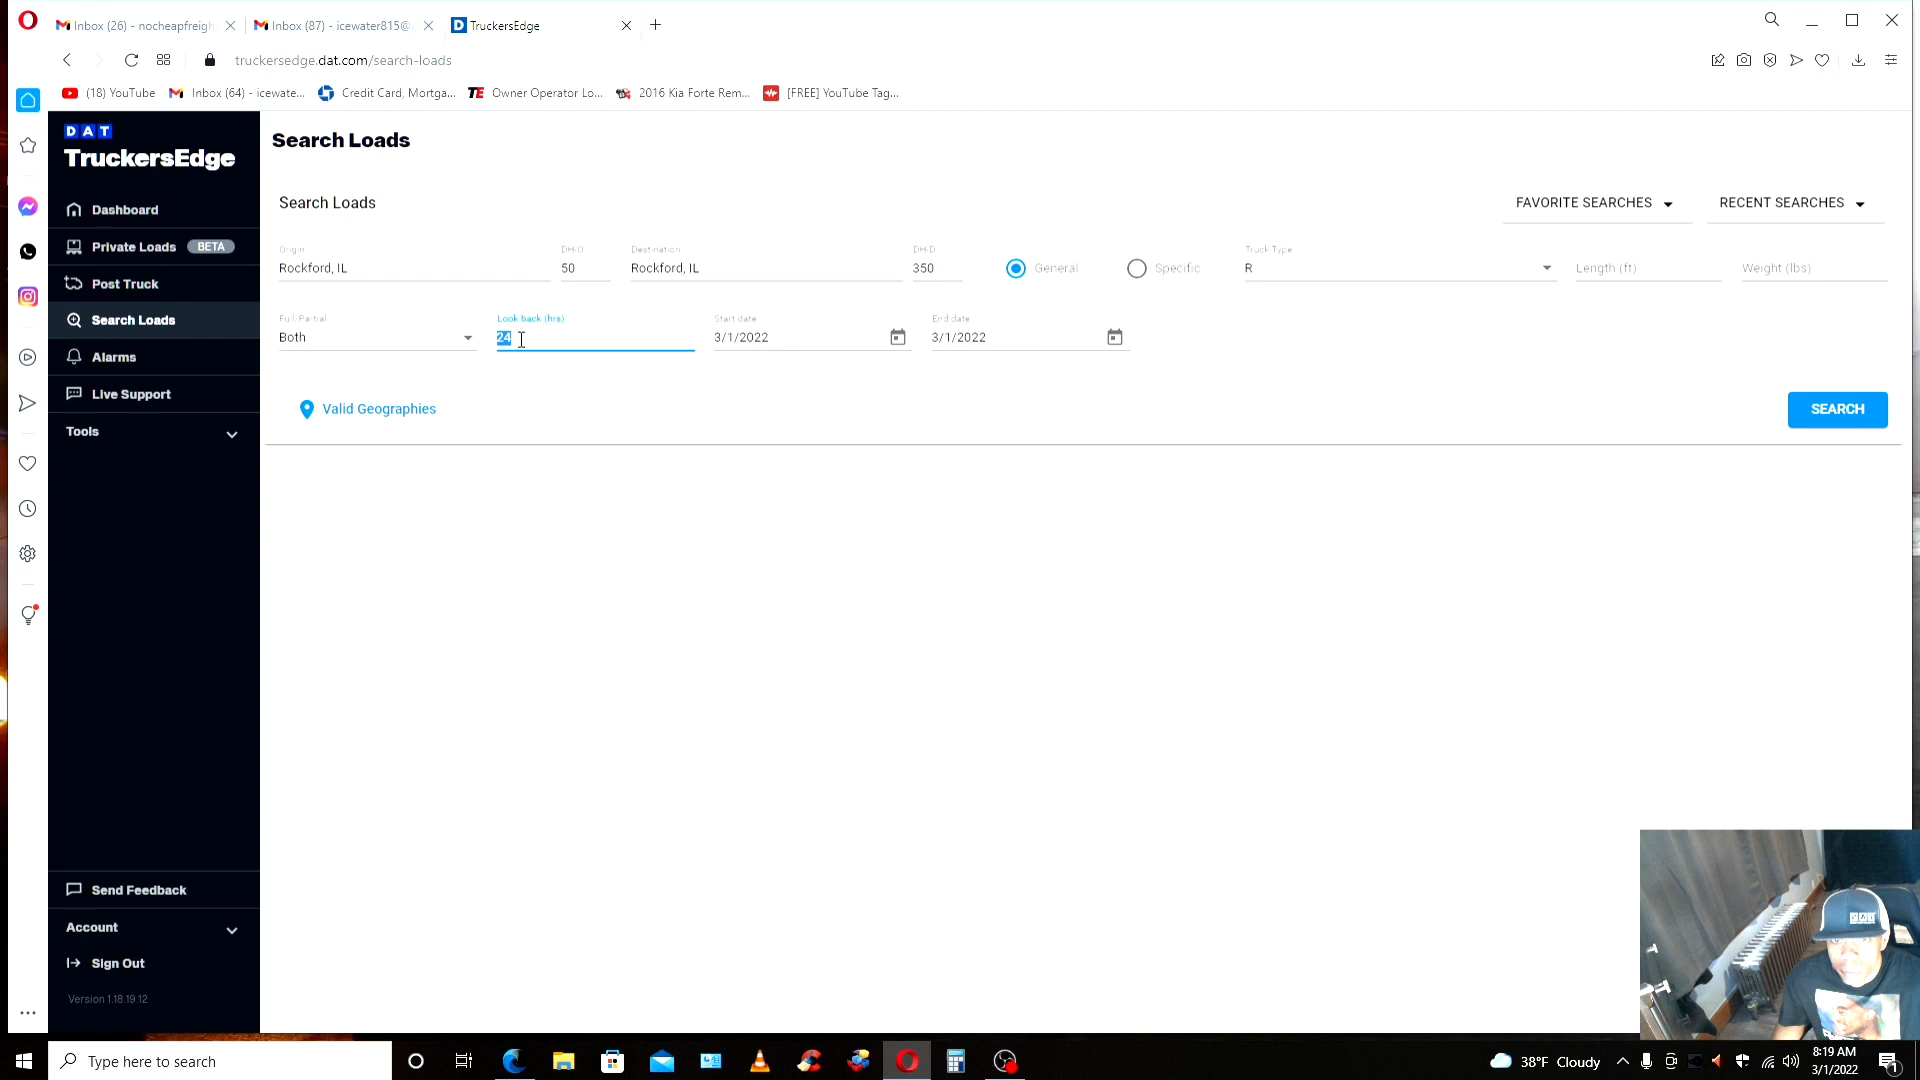 Inbox (26) - nocheapfreigh
Inbox (87) - icewater815@
TruckersEdge
truckersedge.dat.com/search-loads
(18) YouTube
Inbox (64) - icewate...
Credit Card, Mortga...
TE Owner Operator Lo...
2016 Kia Forte Rem...
[FREE] YouTube Tag...
DAT
TruckersEdge
Dashboard
Private Loads BETA
Post Truck
Search Loads
Alarms
Live Support
Tools
Send Feedback
Account
Sign Out
Version 1.18.19.12
Search Loads
Search Loads
FAVORITE SEARCHES
RECENT SEARCHES
Origin
Rockford, IL
DH-O
50
Destination
Rockford, IL
DH-D
350
General
Specific
Truck Type
R
Length (ft)
Weight (lbs)
Full/Partial
Both
Look back (hrs)
24
Start date
3/1/2022
End date
3/1/2022
Valid Geographies
SEARCH
Type here to search
38°F Cloudy
8:19 AM
3/1/2022
1